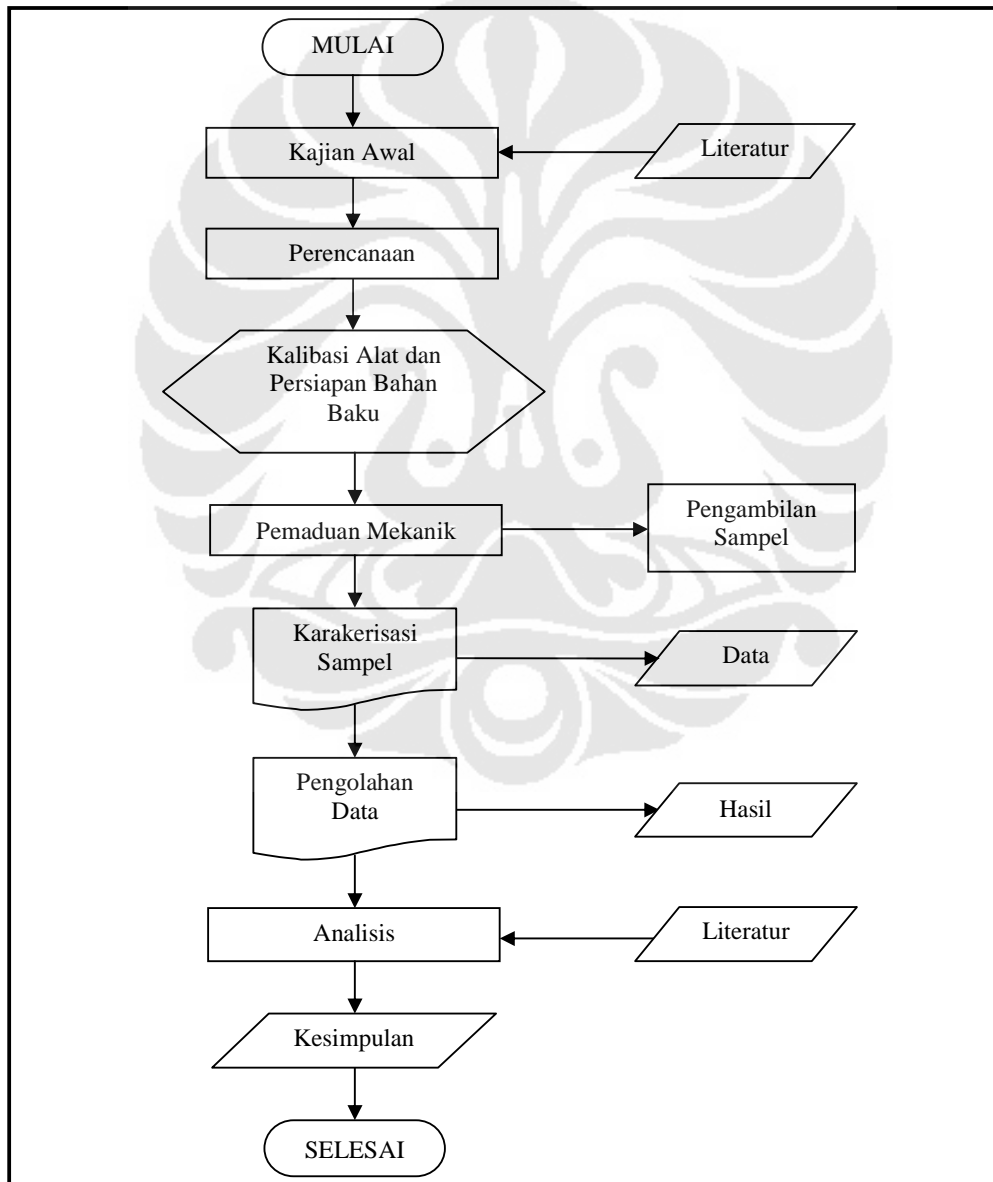 MULAI
Kajian Awal
Literatur
Perencanaan
Kalibasi Alat dan
Persiapan Bahan
Baku
Pemaduan Mekanik
Pengambilan
Sampel
Karakerisasi
Sampel
Data
Pengolahan
Data
Hasil
Analisis
Literatur
Kesimpulan
SELESAI